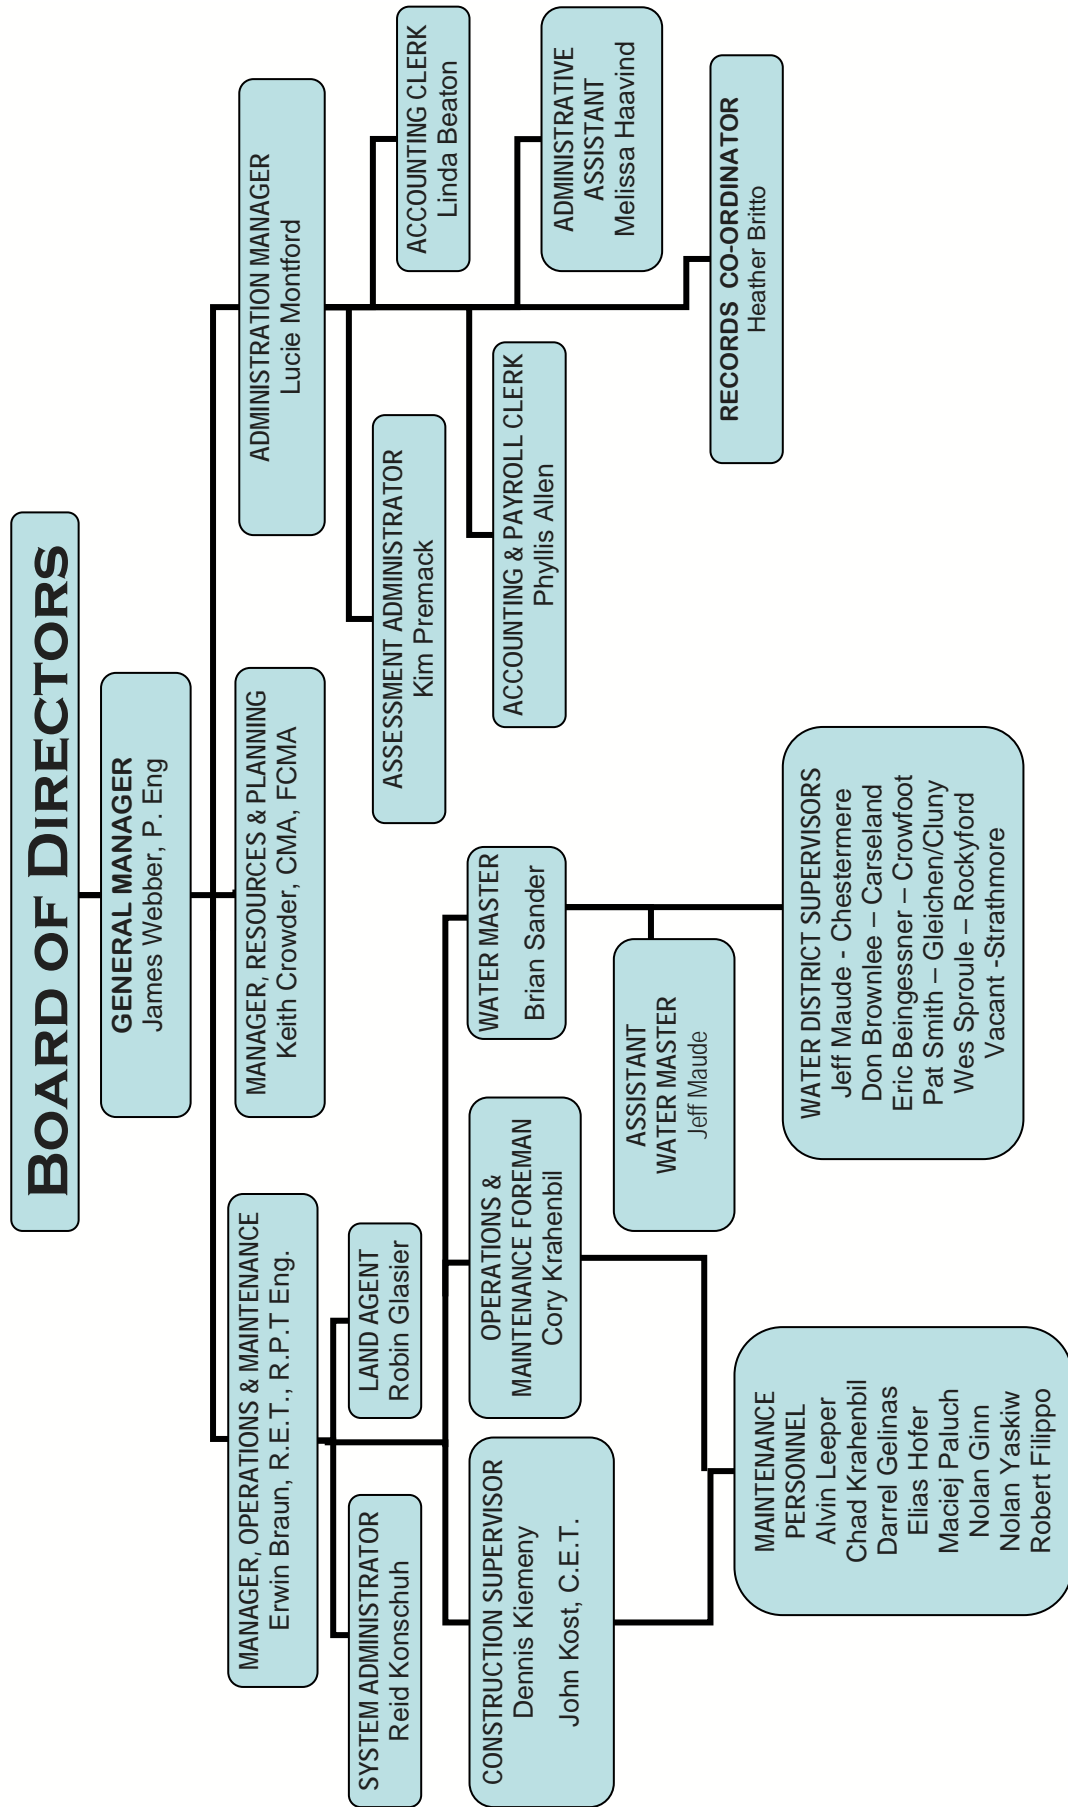 BOARD OF DIRECTORS
GENERAL MANAGER
James Webber, P. Eng
MANAGER, OPERATIONS & MAINTENANCE
Erwin Braun, R.E.T., R.P.T Eng.
MANAGER, RESOURCES & PLANNING
Keith Crowder, CMA, FCMA
ADMINISTRATION MANAGER
Lucie Montford
SYSTEM ADMINISTRATOR
Reid Konschuh
LAND AGENT
Robin Glasier
ASSESSMENT ADMINISTRATOR
Kim Premack
ACCOUNTING CLERK
Linda Beaton
CONSTRUCTION SUPERVISOR
Dennis Kiemeny
John Kost, C.E.T.
OPERATIONS &
MAINTENANCE FOREMAN
Cory Krahenbil
WATER MASTER
Brian Sander
ACCOUNTING & PAYROLL CLERK
Phyllis Allen
ADMINISTRATIVE
ASSISTANT
Melissa Haavind
ASSISTANT
WATER MASTER
Jeff Maude
RECORDS CO-ORDINATOR
Heather Britto
MAINTENANCE
PERSONNEL
Alvin Leeper
Chad Krahenbil
Darrel Gelinas
Elias Hofer
Maciej Paluch
Nolan Ginn
Nolan Yaskiw
Robert Filippo
WATER DISTRICT SUPERVISORS
Jeff Maude - Chestermere
Don Brownlee – Carseland
Eric Beingessner – Crowfoot
Pat Smith – Gleichen/Cluny
Wes Sproule – Rockyford
Vacant -Strathmore